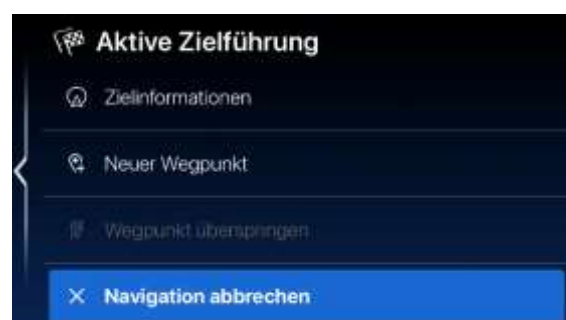 Aktive Zielführung
Zielinformationen
Neuer Wegpunkt
Wegpunkt überspringen
Navigation abbrechen